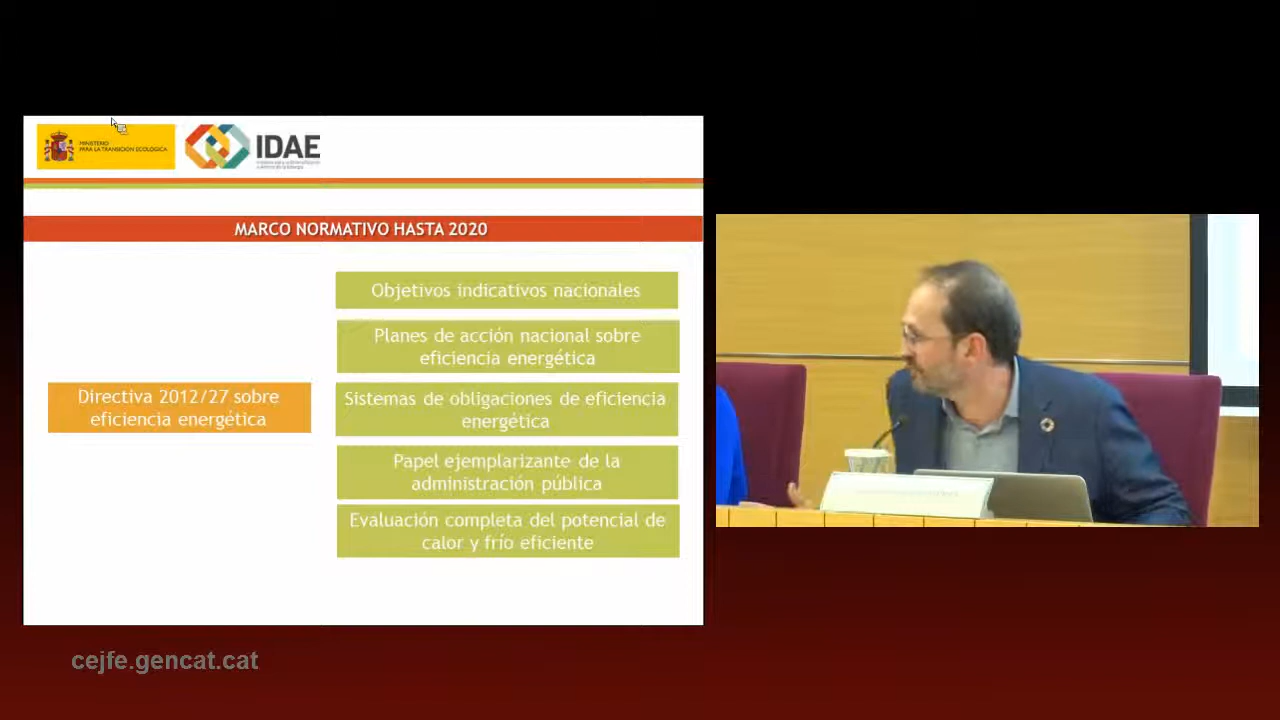 MINISTERIO
PARA LA TRANSICIÓN ECOLÓGICA
IDAE
MARCO NORMATIVO HASTA 2020
Objetivos indicativos nacionales
Planes de acción nacional sobre
eficiencia energética
Directiva 2012/27 sobre
eficiencia energética
Sistemas de obligaciones de eficiencia
energética
Papel ejemplarizante de la
administración pública
Evaluación completa del potencial de
calor y frío eficiente
cejfe.gencat.cat